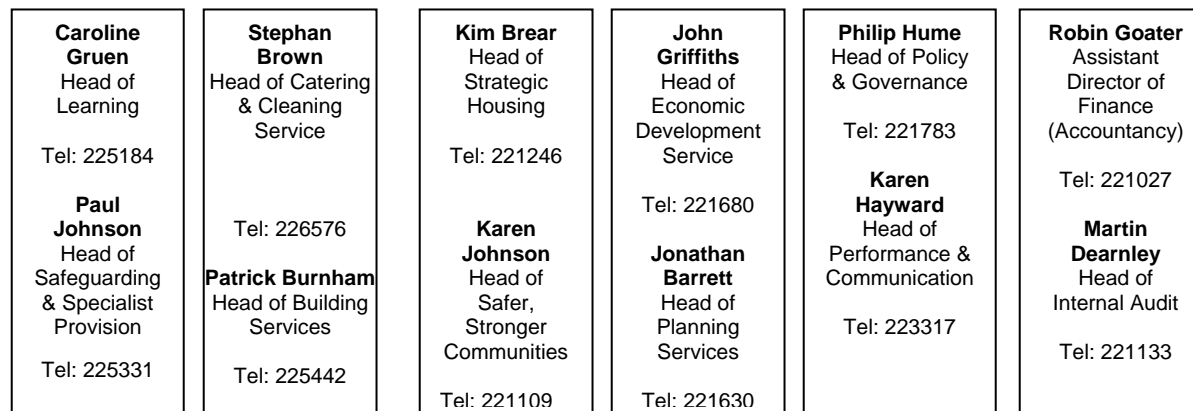 Caroline
Gruen
Head of
Learning
Tel: 225184
Paul
Johnson
Head of
Safeguarding
& Specialist
Provision
Tel: 225331
Stephan
Brown
Head of Catering
& Cleaning
Service
Tel: 226576
Patrick Burnham
Head of Building
Services
Tel: 225442
Kim Brear
Head of
Strategic
Housing
Tel: 221246
Karen
Johnson
Head of
Safer,
Stronger
Communities
Tel: 221109
John
Griffiths
Head of
Economic
Development
Service
Tel: 221680
Jonathan
Barrett
Head of
Planning
Services
Tel: 221630
Philip Hume
Head of Policy
& Governance
Tel: 221783
Karen
Hayward
Head of
Performance &
Communication
Tel: 223317
Robin Goater
Assistant
Director of
Finance
(Accountancy)
Tel: 221027
Martin
Dearnley
Head of
Internal Audit
Tel: 221133